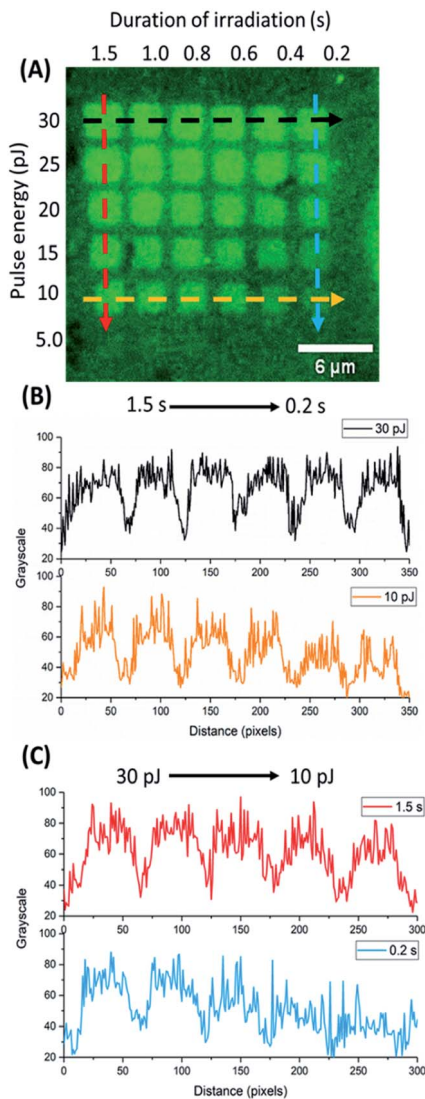 Duration of irradiation (s)
1.5 1.0 0.8 0.6 0.4 0.2
(A)
Pulse energy (pJ)
30
25
20
15
10
5.0
6 µm
(B)
1.5 s 0.2 s
30 pJ
100
80
60
40
20
0 50 100 150 200 250 300 350
Grayscale
10 pJ
100
80
60
40
20
0 50 100 150 200 250 300 350
Distance (pixels)
(C)
30 pJ 10 pJ
1.5 s
100
80
60
40
20
0 50 100 150 200 250 300
Grayscale
0.2 s
100
80
60
40
20
0 50 100 150 200 250 300
Distance (pixels)